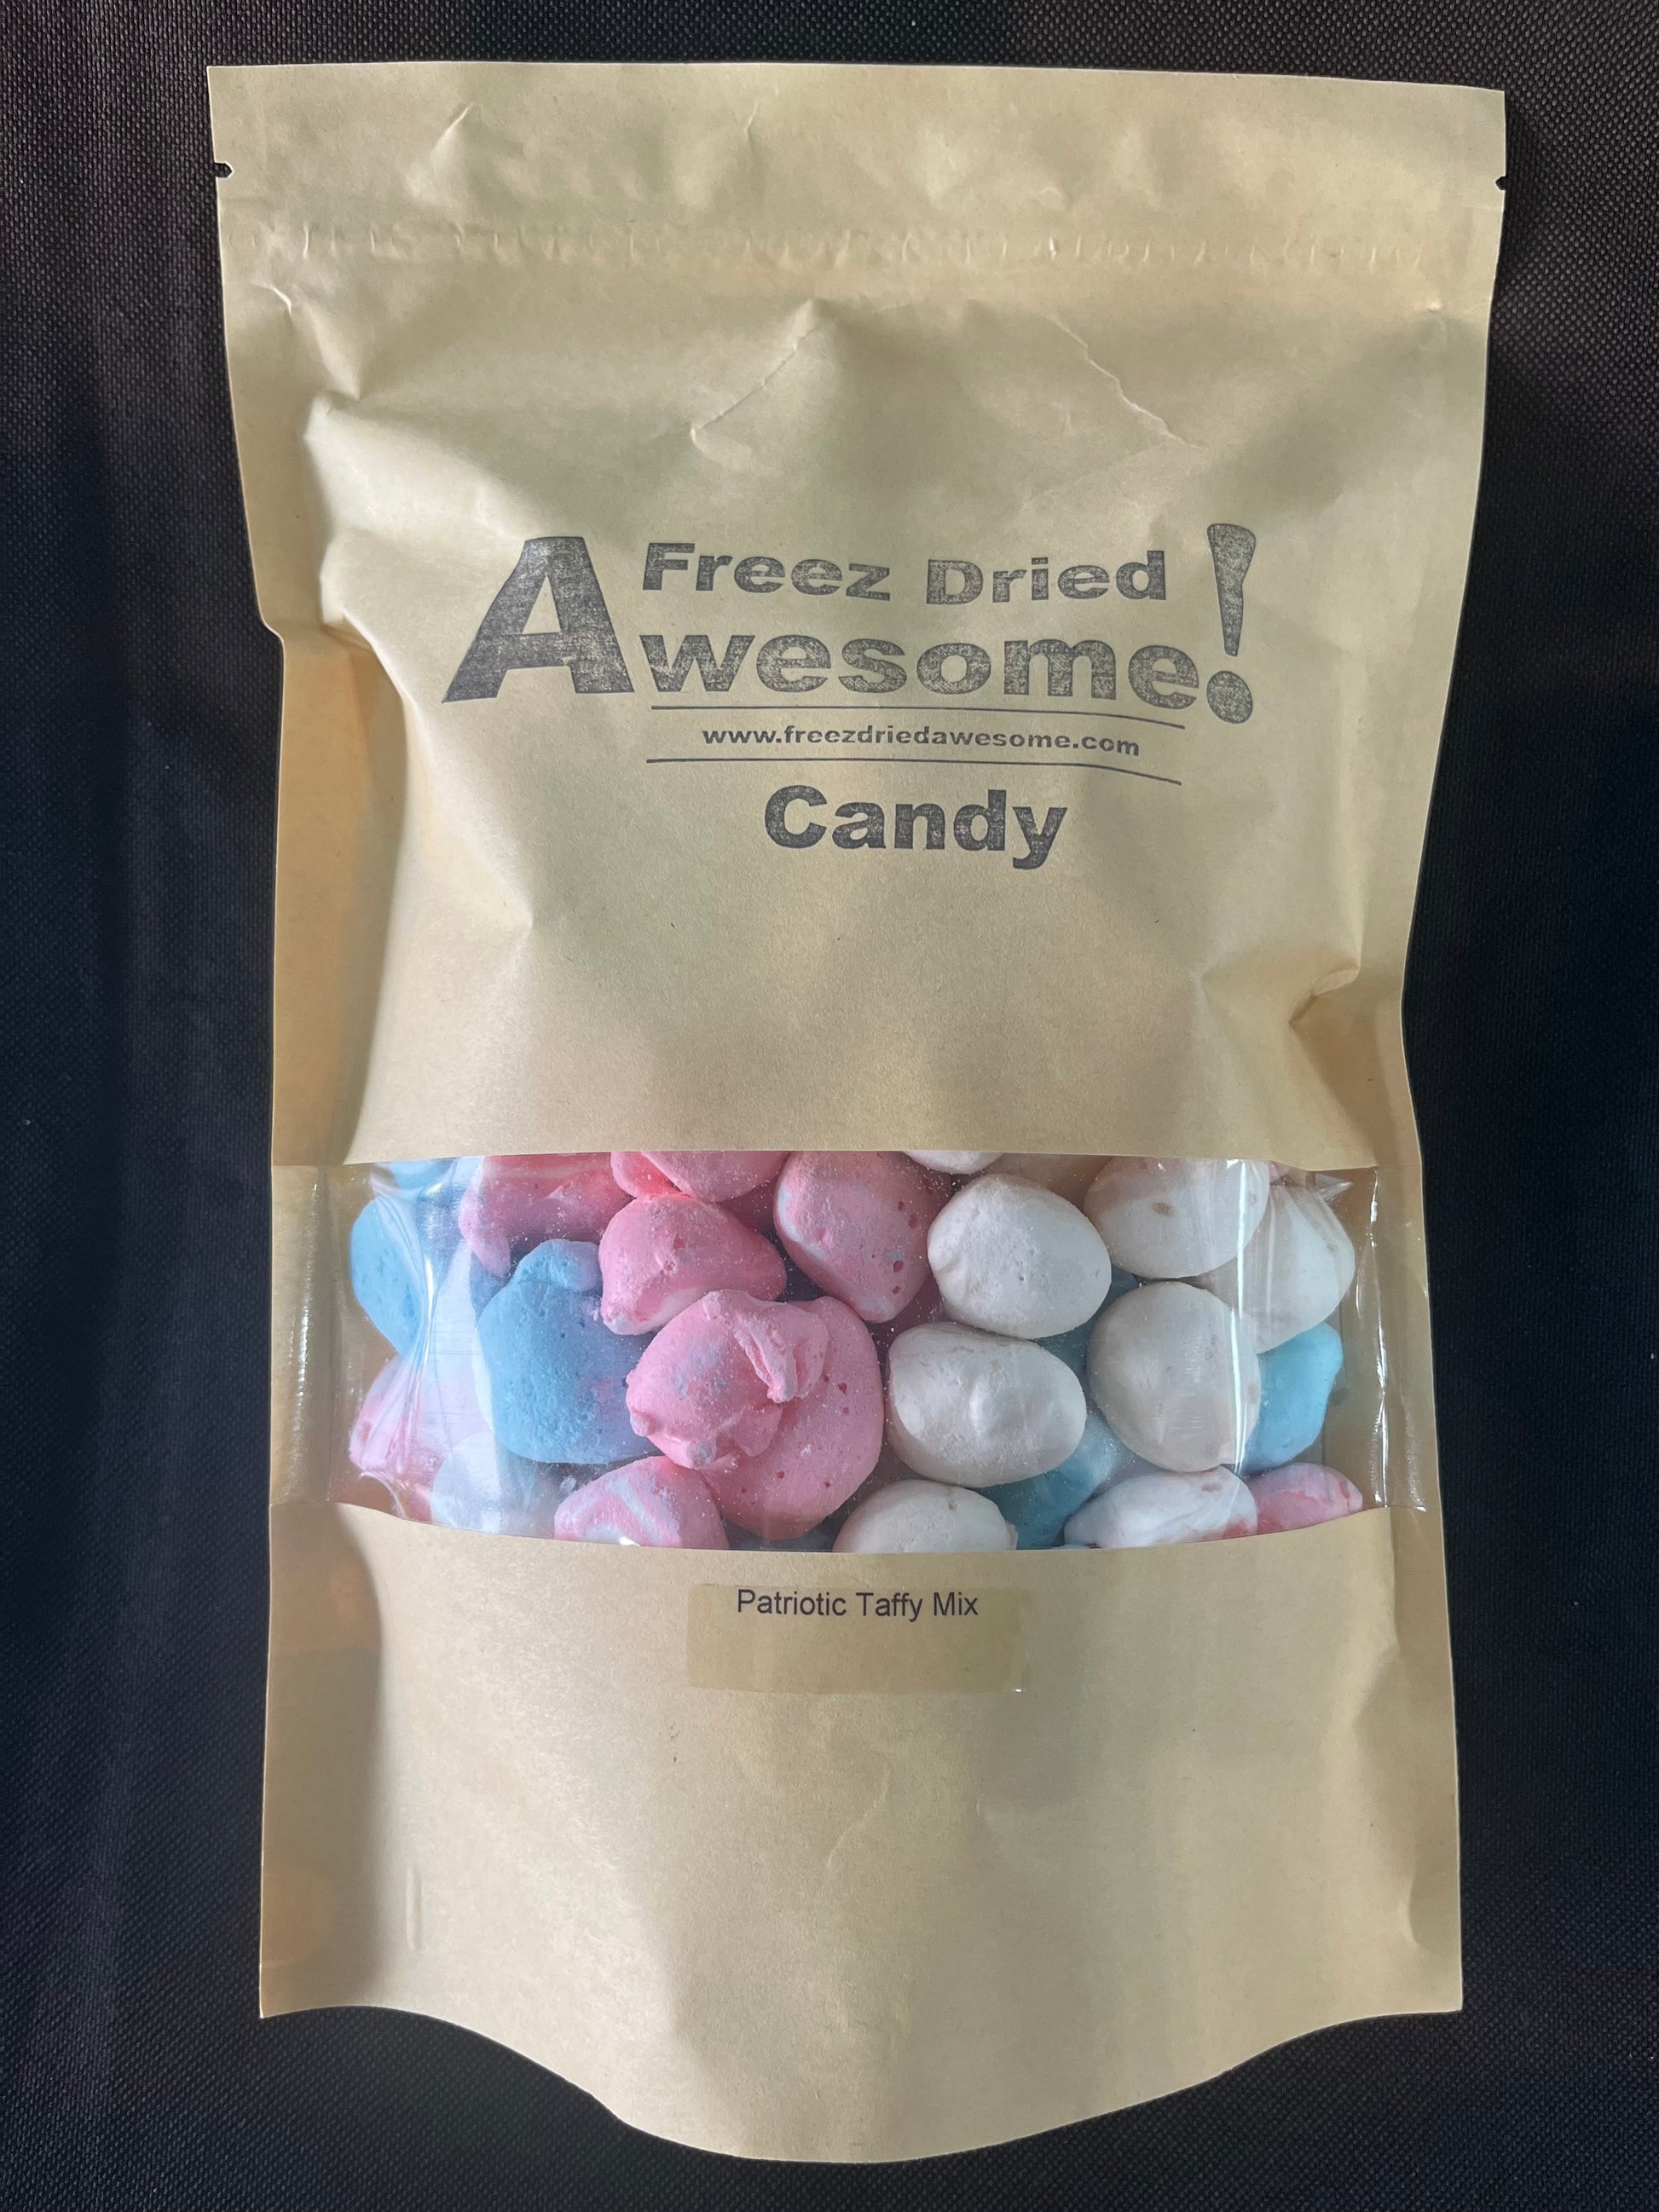 Freez Dried
Awesome!
www.freezdriedawesome.com
Candy
Patriotic Taffy Mix